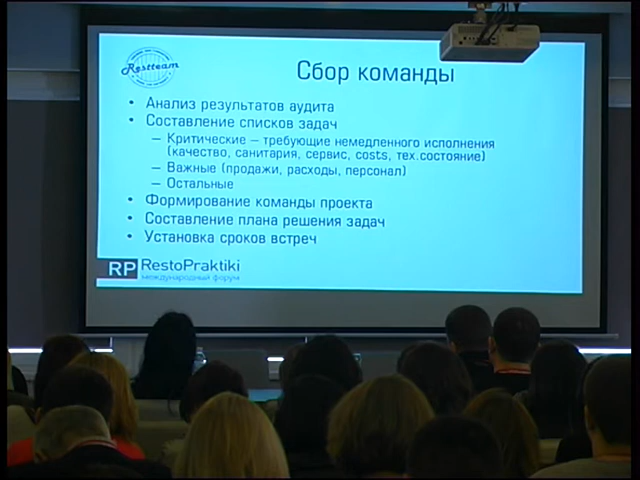 Restteam
Сбор команды
• Анализ результатов аудита
• Составление списков задач
– Критические – требующие немедленного исполнения
(качество, санитария, сервис, costs, тех.состояние)
– Важные (продажи, расходы, персонал)
– Остальные
• Формирование команды проекта
• Составление плана решения задач
• Установка сроков встреч
RP RestoPraktiki
международный форум